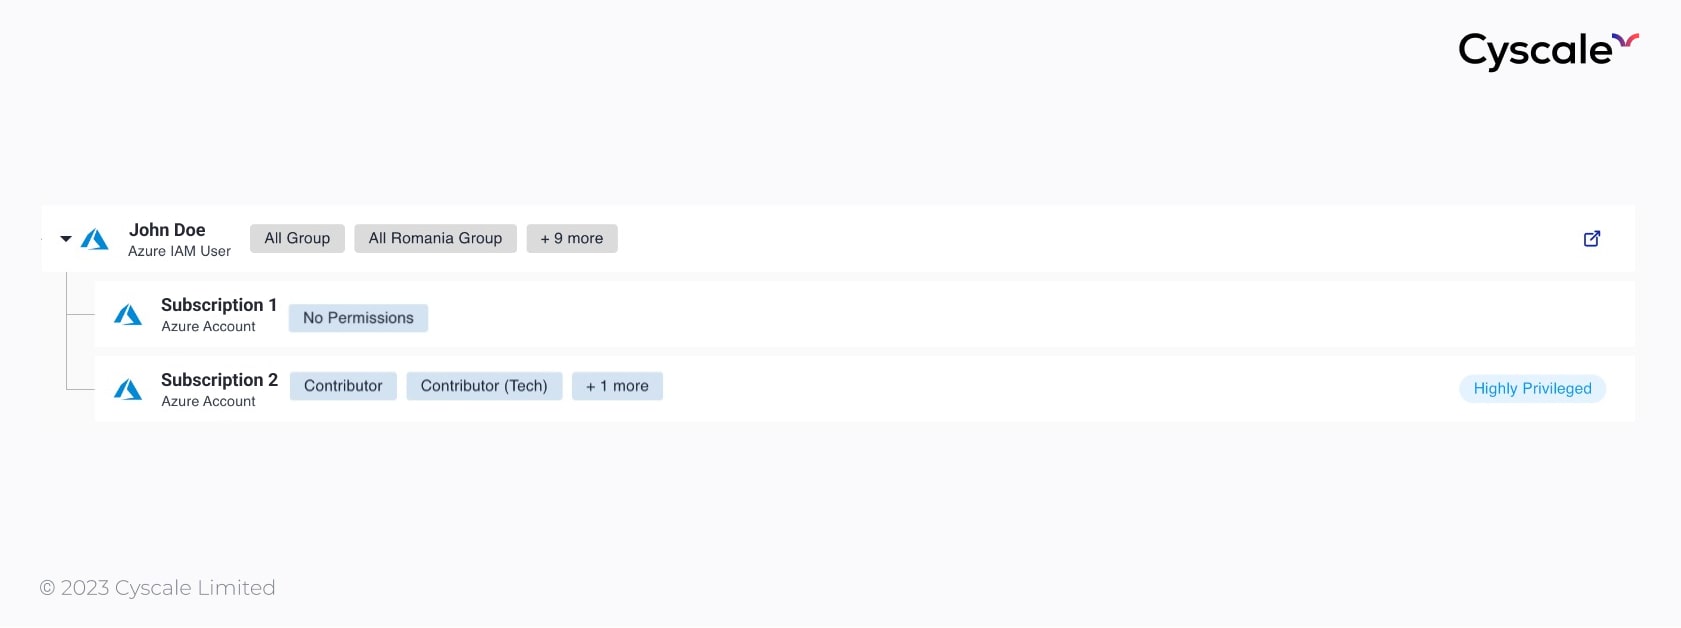 Cyscale
John Doe
Azure IAM User
All Group
All Romania Group
+ 9 more
Subscription 1
Azure Account
No Permissions
Subscription 2
Azure Account
Contributor
Contributor (Tech)
+ 1 more
Highly Privileged
© 2023 Cyscale Limited